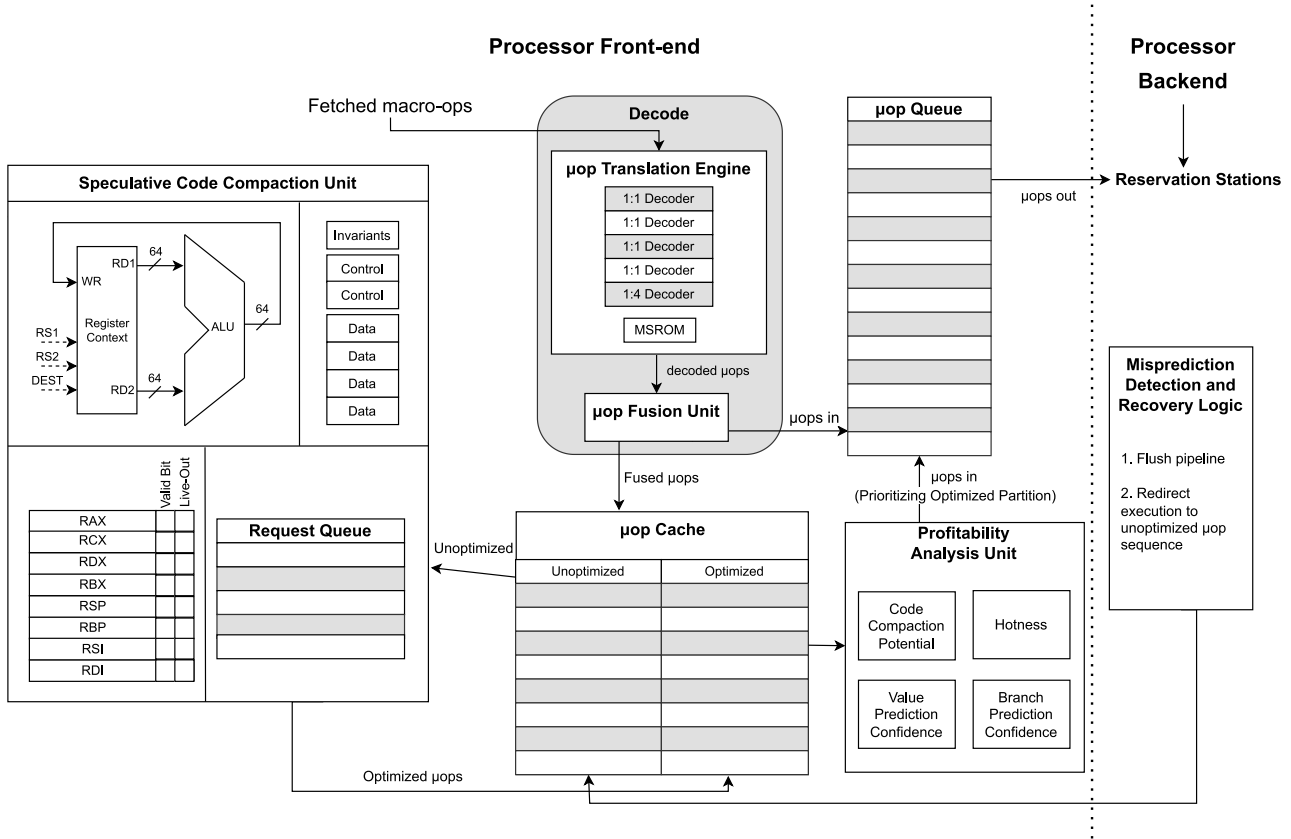 Processor Front-end
Processor
Backend
Fetched macro-ops
Decode
μop Translation Engine
1:1 Decoder
1:1 Decoder
1:1 Decoder
1:1 Decoder
1:4 Decoder
MSROM
decoded μops
μop Fusion Unit
μops in
Fused μops
μop Queue
μops out
Reservation Stations
Speculative Code Compaction Unit
RD1
64
WR
Register
Context
ALU
64
RS1
RS2
DEST
RD2
64
Invariants
Control
Control
Data
Data
Data
Data
Valid Bit
Live-Out
RAX
RCX
RDX
RBX
RSP
RBP
RSI
RDI
Request Queue
Unoptimized
Optimized μops
μop Cache
Unoptimized
Optimized
μops in
(Prioritizing Optimized Partition)
Profitability
Analysis Unit
Code
Compaction
Potential
Hotness
Value
Prediction
Confidence
Branch
Prediction
Confidence
Misprediction
Detection and
Recovery Logic
1. Flush pipeline
2. Redirect
execution to
unoptimized μop
sequence